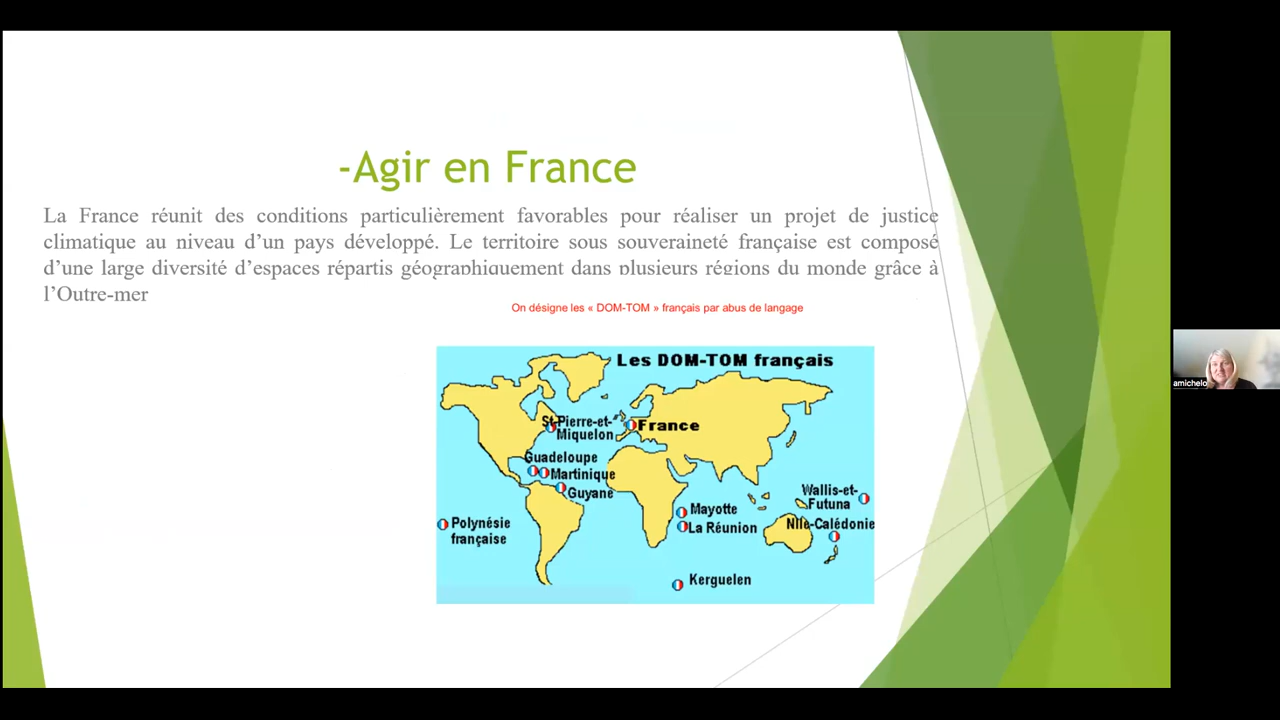 -Agir en France
La France réunit des conditions particulièrement favorables pour réaliser un projet de justice
climatique au niveau d’un pays développé. Le territoire sous souveraineté française est composé
d’une large diversité d’espaces répartis géographiquement dans plusieurs régions du monde grâce à
l’Outre-mer
On désigne les « DOM-TOM » français par abus de langage
Les DOM-TOM français
St-Pierre-et-
Miquelon
France
Guadeloupe
Martinique
Guyane
Wallis-et-
Futuna
Mayotte
Nlle-Calédonie
La Réunion
Polynésie
française
Kerguelen
amichelo